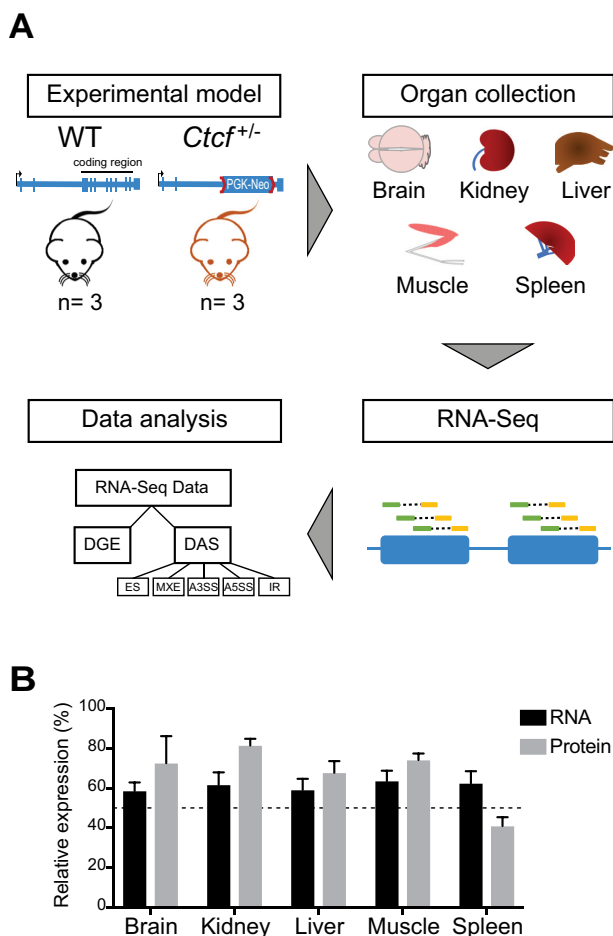 A
Experimental model
Organ collection
WT
Ctcf+/-
coding region
PGK-Neo
n= 3
n= 3
Brain
Kidney
Liver
Muscle
Spleen
Data analysis
RNA-Seq
RNA-Seq Data
DGE
DAS
ES
MXE
A3SS
A5SS
IR
B
Relative expression (%)
100
80
60
40
20
0
RNA
Protein
Brain
Kidney
Liver
Muscle
Spleen